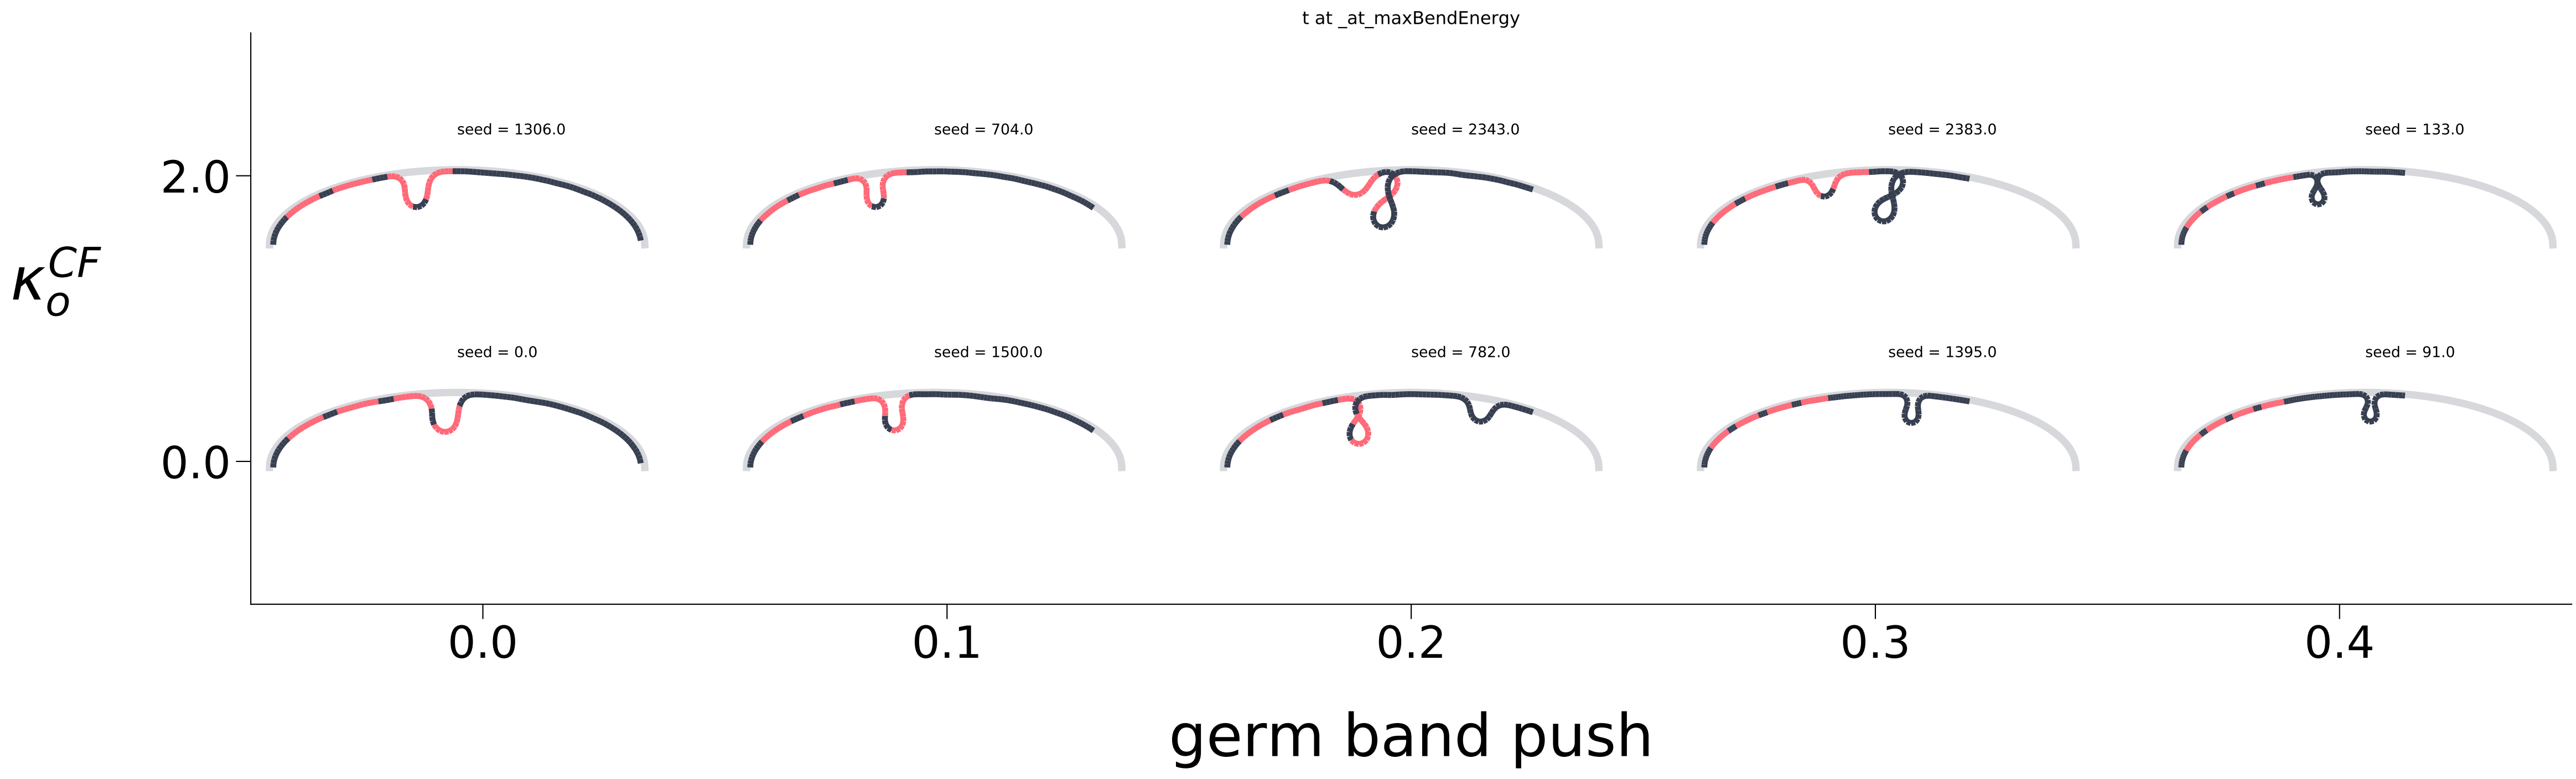 t at _at_maxBendEnergy
seed = 1306.0
seed = 704.0
seed = 2343.0
seed = 2383.0
seed = 133.0
2.0
κ_o^{CF}
seed = 0.0
seed = 1500.0
seed = 782.0
seed = 1395.0
seed = 91.0
0.0
0.0 0.1 0.2 0.3 0.4
germ band push